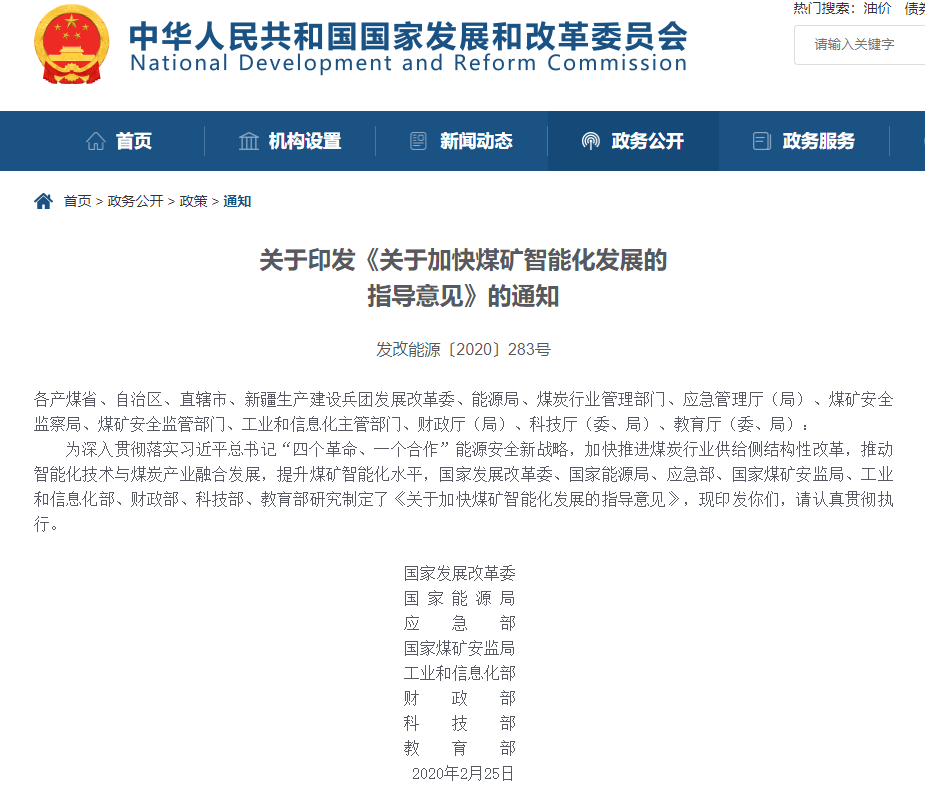 热门搜索：油价 债券
中华人民共和国国家发展和改革委员会
National Development and Reform Commission
请输入关键字
首页 机构设置 新闻动态 政务公开 政务服务
首页 > 政务公开 > 政策 > 通知
关于印发《关于加快煤矿智能化发展的
指导意见》的通知
发改能源〔2020〕283号
各产煤省、自治区、直辖市、新疆生产建设兵团发展改革委、能源局、煤炭行业管理部门、应急管理厅（局）、煤矿安全
监察局、煤矿安全监管部门、工业和信息化主管部门、财政厅（局）、科技厅（委、局）、教育厅（委、局）：
为深入贯彻落实习近平总书记“四个革命、一个合作”能源安全新战略，加快推进煤炭行业供给侧结构性改革，推动
智能化技术与煤炭产业融合发展，提升煤矿智能化水平，国家发展改革委、国家能源局、应急部、国家煤矿安监局、工业
和信息化部、财政部、科技部、教育部研究制定了《关于加快煤矿智能化发展的指导意见》，现印发你们，请认真贯彻执
行。
国家发展改革委
国 家 能 源 局
应 急 部
国家煤矿安监局
工业和信息化部
财 政 部
科 技 部
教 育 部
2020年2月25日